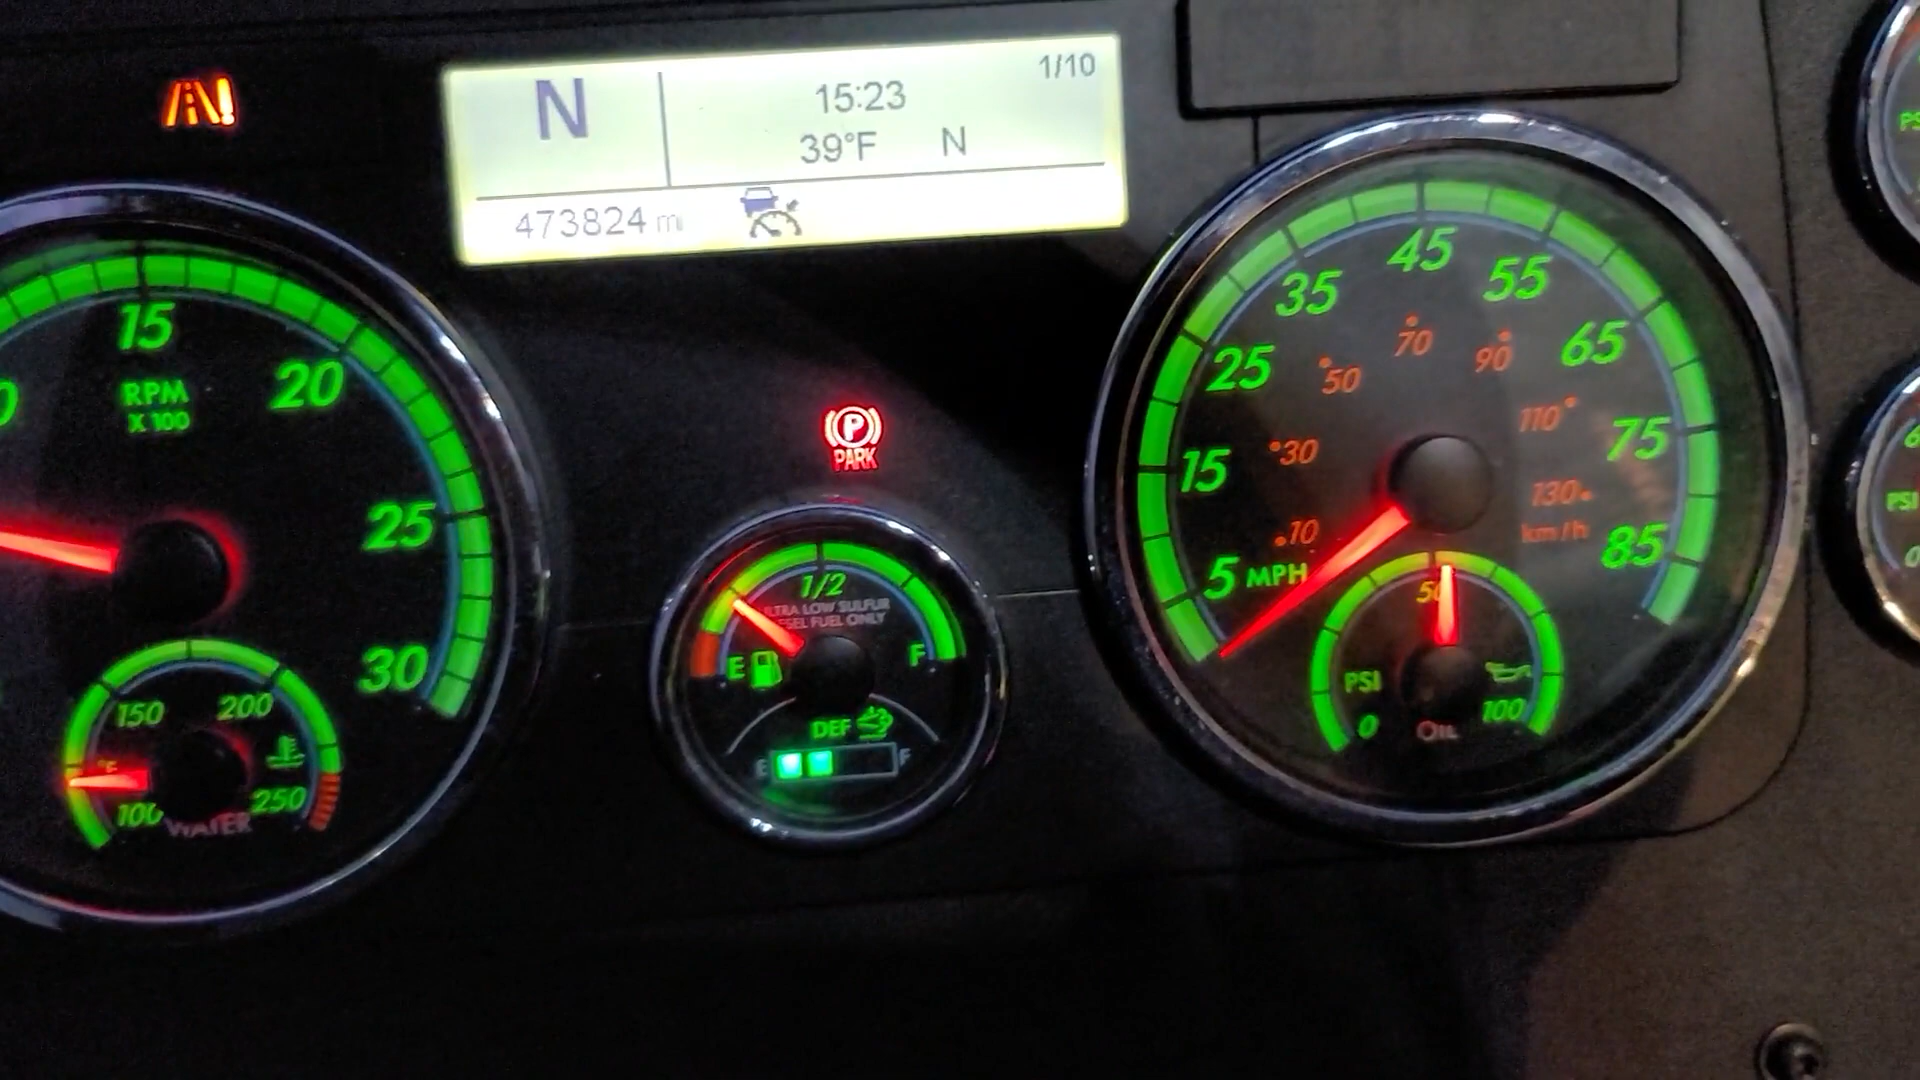 1/10
N
15:23
39°F N
473824 mi
15
20
25
30
RPM
X 100
150
200
°F
100
250
WATER
P
PARK
1/2
ULTRA LOW SULFUR
DIESEL FUEL ONLY
E
F
DEF
E
F
5
15
25
35
45
55
65
75
85
MPH
10
30
50
70
90
110
130
km/h
50
PSI
0
100
OIL
PSI
0